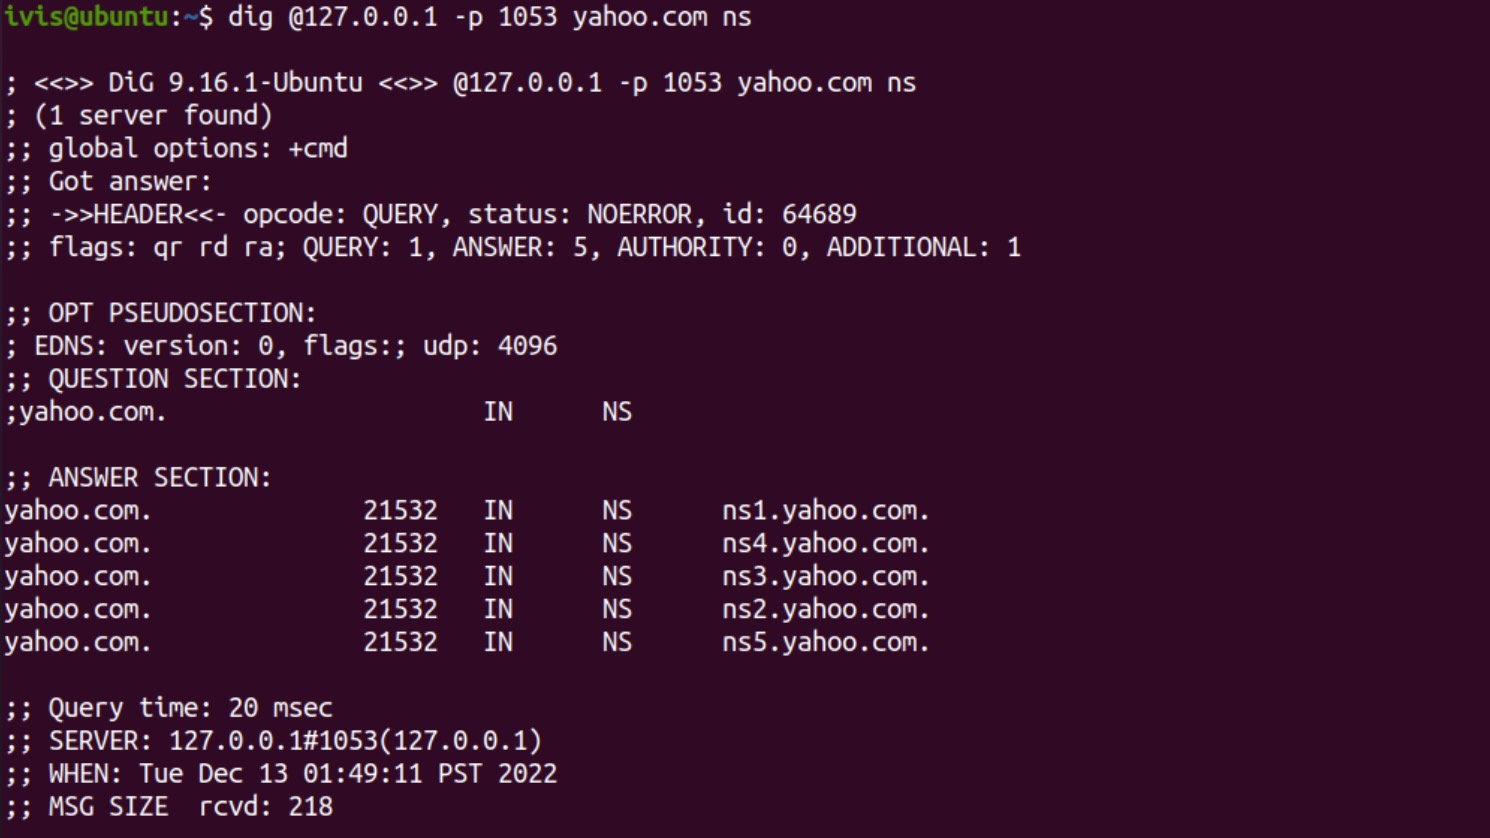 ivis@ubuntu:~$ dig @127.0.0.1 -p 1053 yahoo.com ns
; <<>> DiG 9.16.1-Ubuntu <<>> @127.0.0.1 -p 1053 yahoo.com ns
; (1 server found)
;; global options: +cmd
;; Got answer:
;; ->>HEADER<<- opcode: QUERY, status: NOERROR, id: 64689
;; flags: qr rd ra; QUERY: 1, ANSWER: 5, AUTHORITY: 0, ADDITIONAL: 1
;; OPT PSEUDOSECTION:
; EDNS: version: 0, flags:; udp: 4096
;; QUESTION SECTION:
;yahoo.com. IN NS
;; ANSWER SECTION:
yahoo.com. 21532 IN NS ns1.yahoo.com.
yahoo.com. 21532 IN NS ns4.yahoo.com.
yahoo.com. 21532 IN NS ns3.yahoo.com.
yahoo.com. 21532 IN NS ns2.yahoo.com.
yahoo.com. 21532 IN NS ns5.yahoo.com.
;; Query time: 20 msec
;; SERVER: 127.0.0.1#1053(127.0.0.1)
;; WHEN: Tue Dec 13 01:49:11 PST 2022
;; MSG SIZE  rcvd: 218